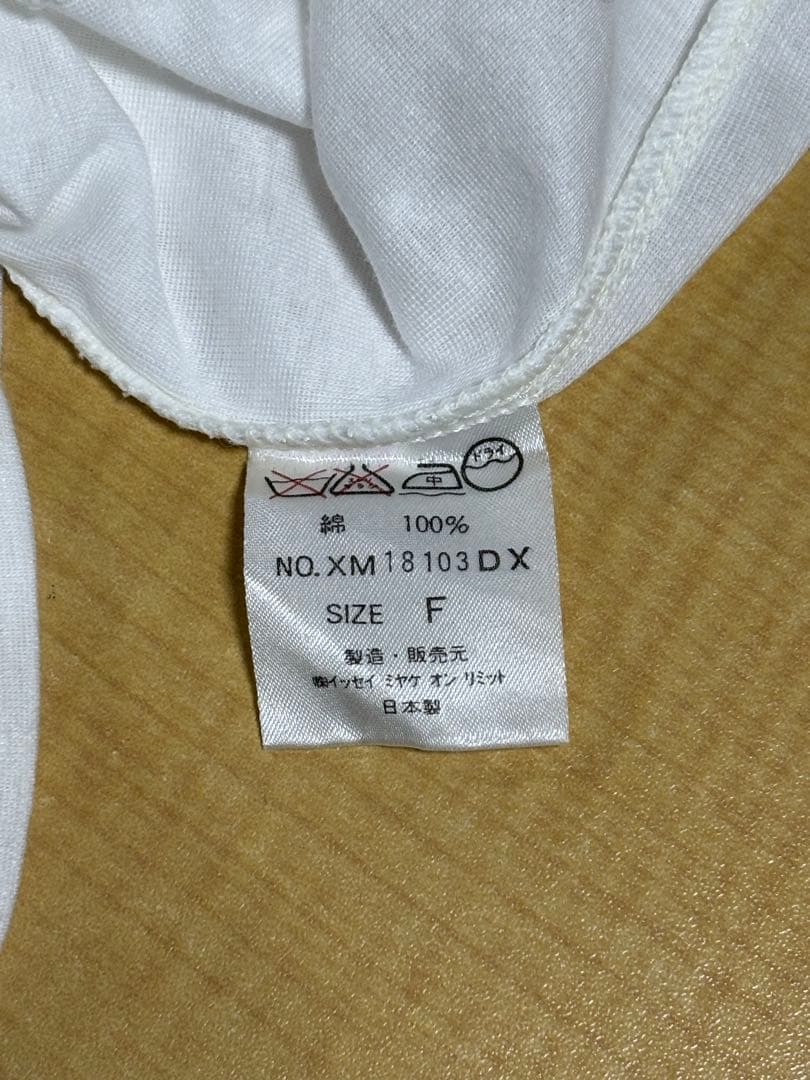 ドライ
中
綿 100%
NO. XM18103DX
SIZE F
製造・販売元
㈱イッセイ ミヤケ オン リミット
日本製